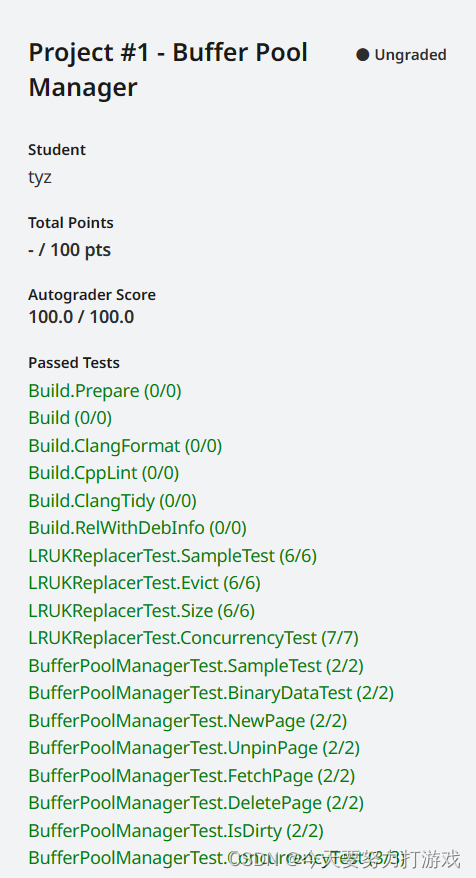 Project #1 - Buffer Pool
Manager
● Ungraded
Student
tyz
Total Points
- / 100 pts
Autograder Score
100.0 / 100.0
Passed Tests
Build.Prepare (0/0)
Build (0/0)
Build.ClangFormat (0/0)
Build.CppLint (0/0)
Build.ClangTidy (0/0)
Build.RelWithDebInfo (0/0)
LRUKReplacerTest.SampleTest (6/6)
LRUKReplacerTest.Evict (6/6)
LRUKReplacerTest.Size (6/6)
LRUKReplacerTest.ConcurrencyTest (7/7)
BufferPoolManagerTest.SampleTest (2/2)
BufferPoolManagerTest.BinaryDataTest (2/2)
BufferPoolManagerTest.NewPage (2/2)
BufferPoolManagerTest.UnpinPage (2/2)
BufferPoolManagerTest.FetchPage (2/2)
BufferPoolManagerTest.DeletePage (2/2)
BufferPoolManagerTest.IsDirty (2/2)
BufferPoolManagerTest.ConcurrencyTest (3/3)
CSDN @今天要努力打游戏